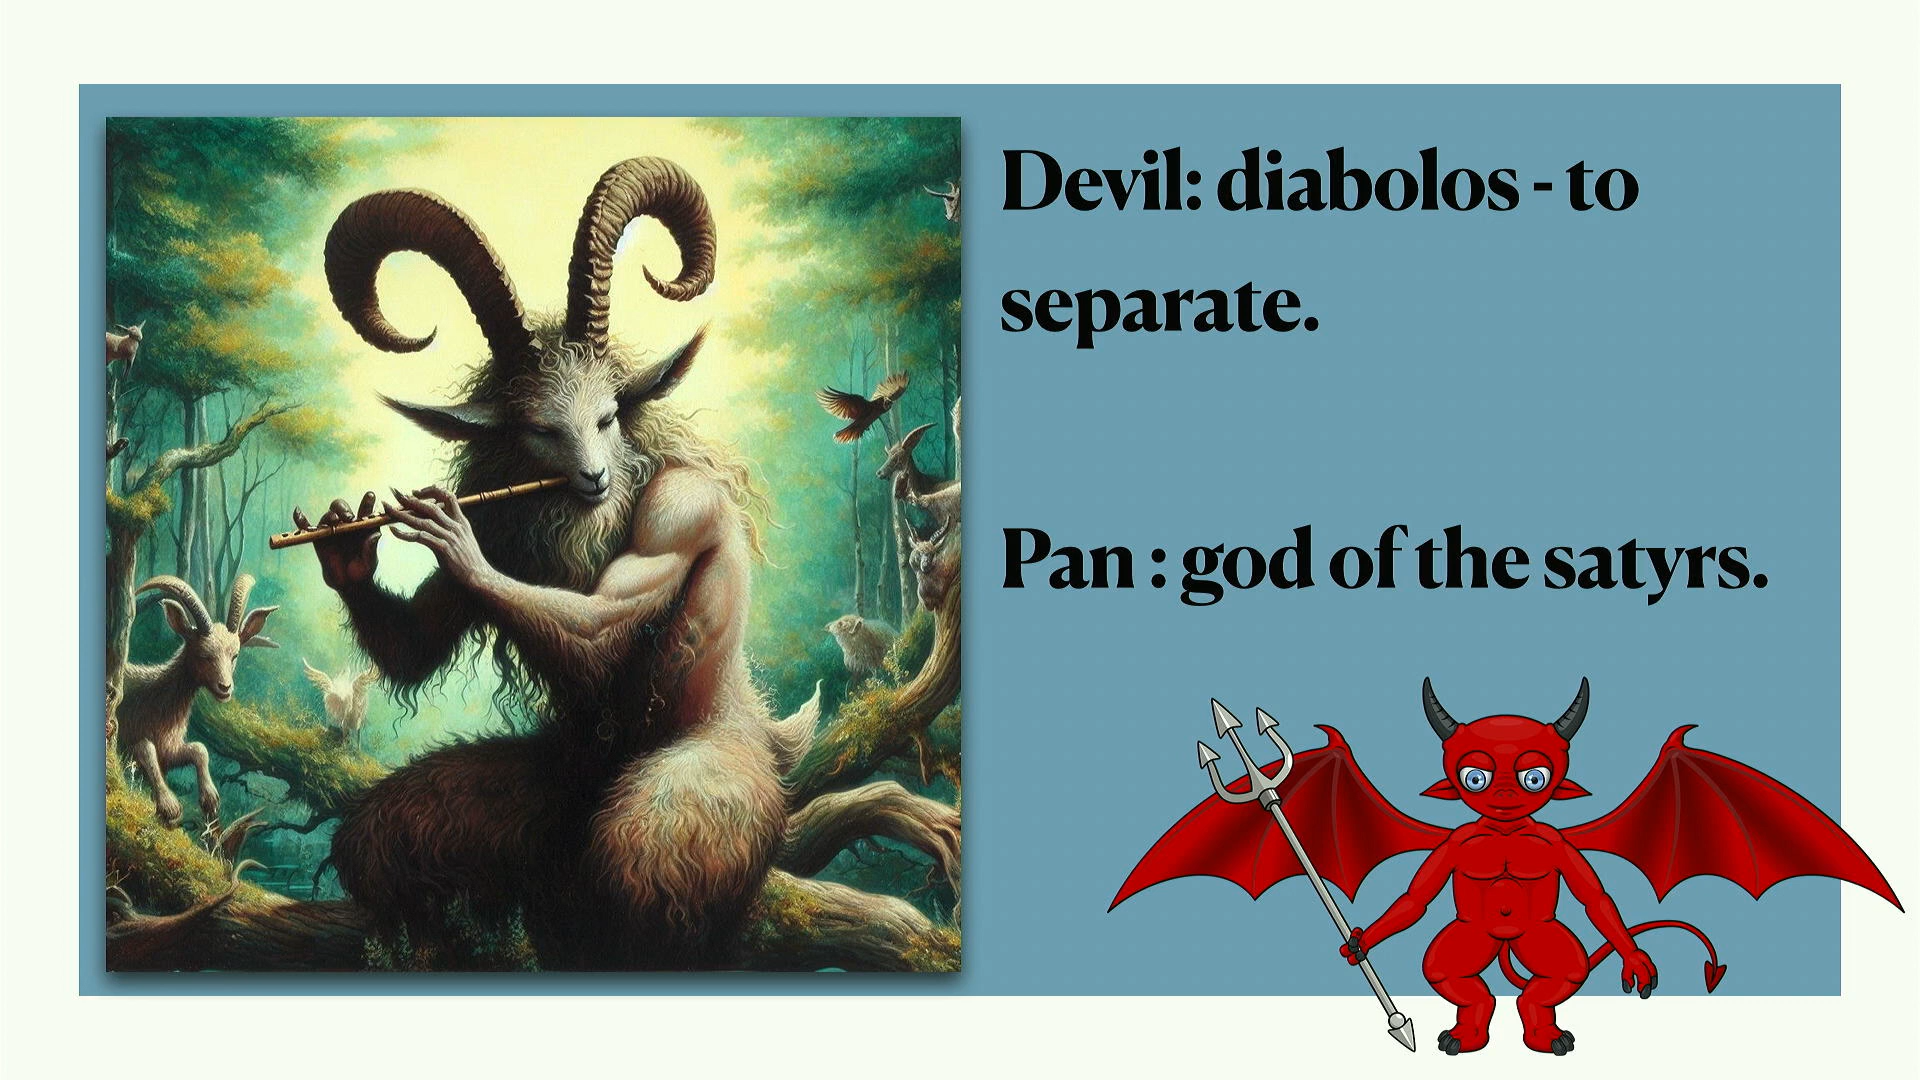 Devil: diabolos - to
separate.
Pan : god of the satyrs.